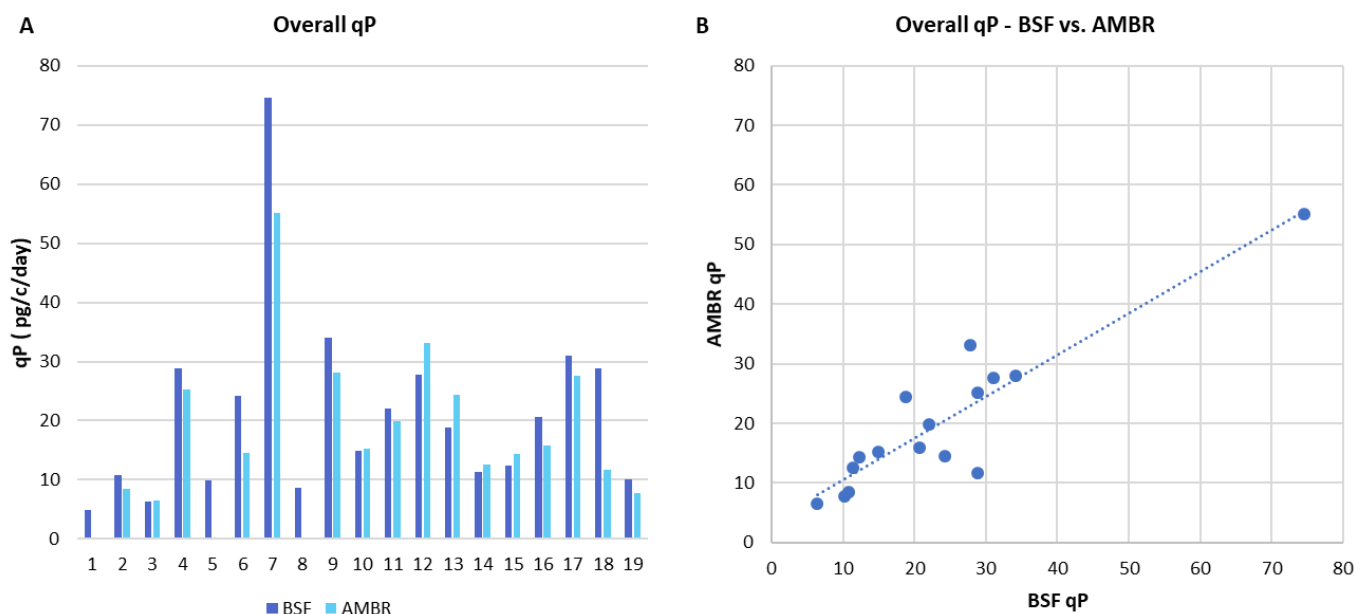 A
Overall qP
80
70
60
50
40
30
20
10
0
qP ( pg/c/day)
1 2 3 4 5 6 7 8 9 10 11 12 13 14 15 16 17 18 19
BSF AMBR
B
Overall qP - BSF vs. AMBR
80
70
60
50
40
30
20
10
0
AMBR qP
0 10 20 30 40 50 60 70 80
BSF qP